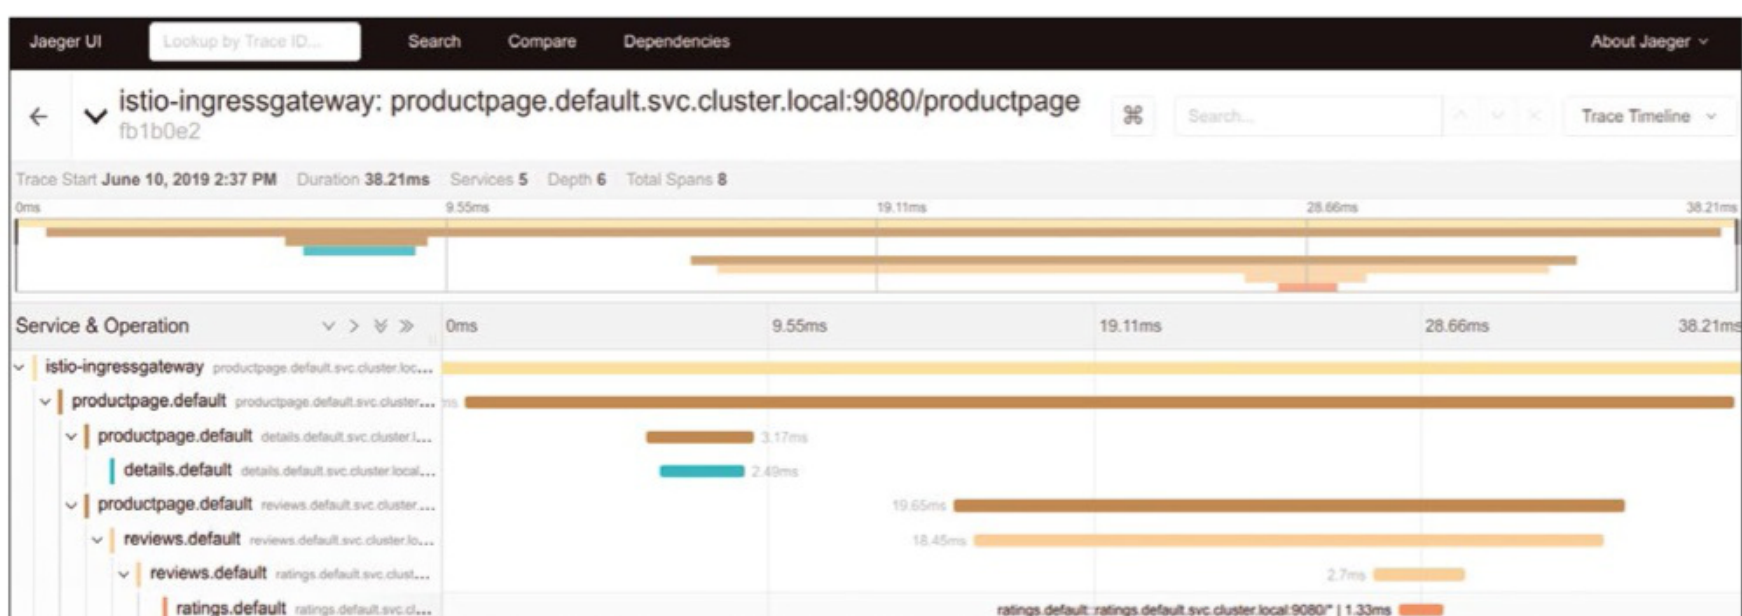 Jaeger UI Lookup by Trace ID... Search Compare Dependencies About Jaeger
istio-ingressgateway: productpage.default.svc.cluster.local:9080/productpage
fb1b0e2
⌘ Search... Trace Timeline
Trace Start June 10, 2019 2:37 PM Duration 38.21ms Services 5 Depth 6 Total Spans 8
0ms 9.55ms 19.11ms 28.66ms 38.21ms
Service & Operation 0ms 9.55ms 19.11ms 28.66ms 38.21ms
istio-ingressgateway productpage.default.svc.cluster.loc...
productpage.default productpage.default.svc.cluster... ms
productpage.default details.default.svc.cluster.l... 3.17ms
details.default details.default.svc.cluster.local... 2.49ms
productpage.default reviews.default.svc.cluster... 19.65ms
reviews.default reviews.default.svc.cluster.lo... 18.45ms
reviews.default ratings.default.svc.clust... 2.7ms
ratings.default ratings.default.svc.cl... ratings.default::ratings.default.svc.cluster.local:9080/* | 1.33ms